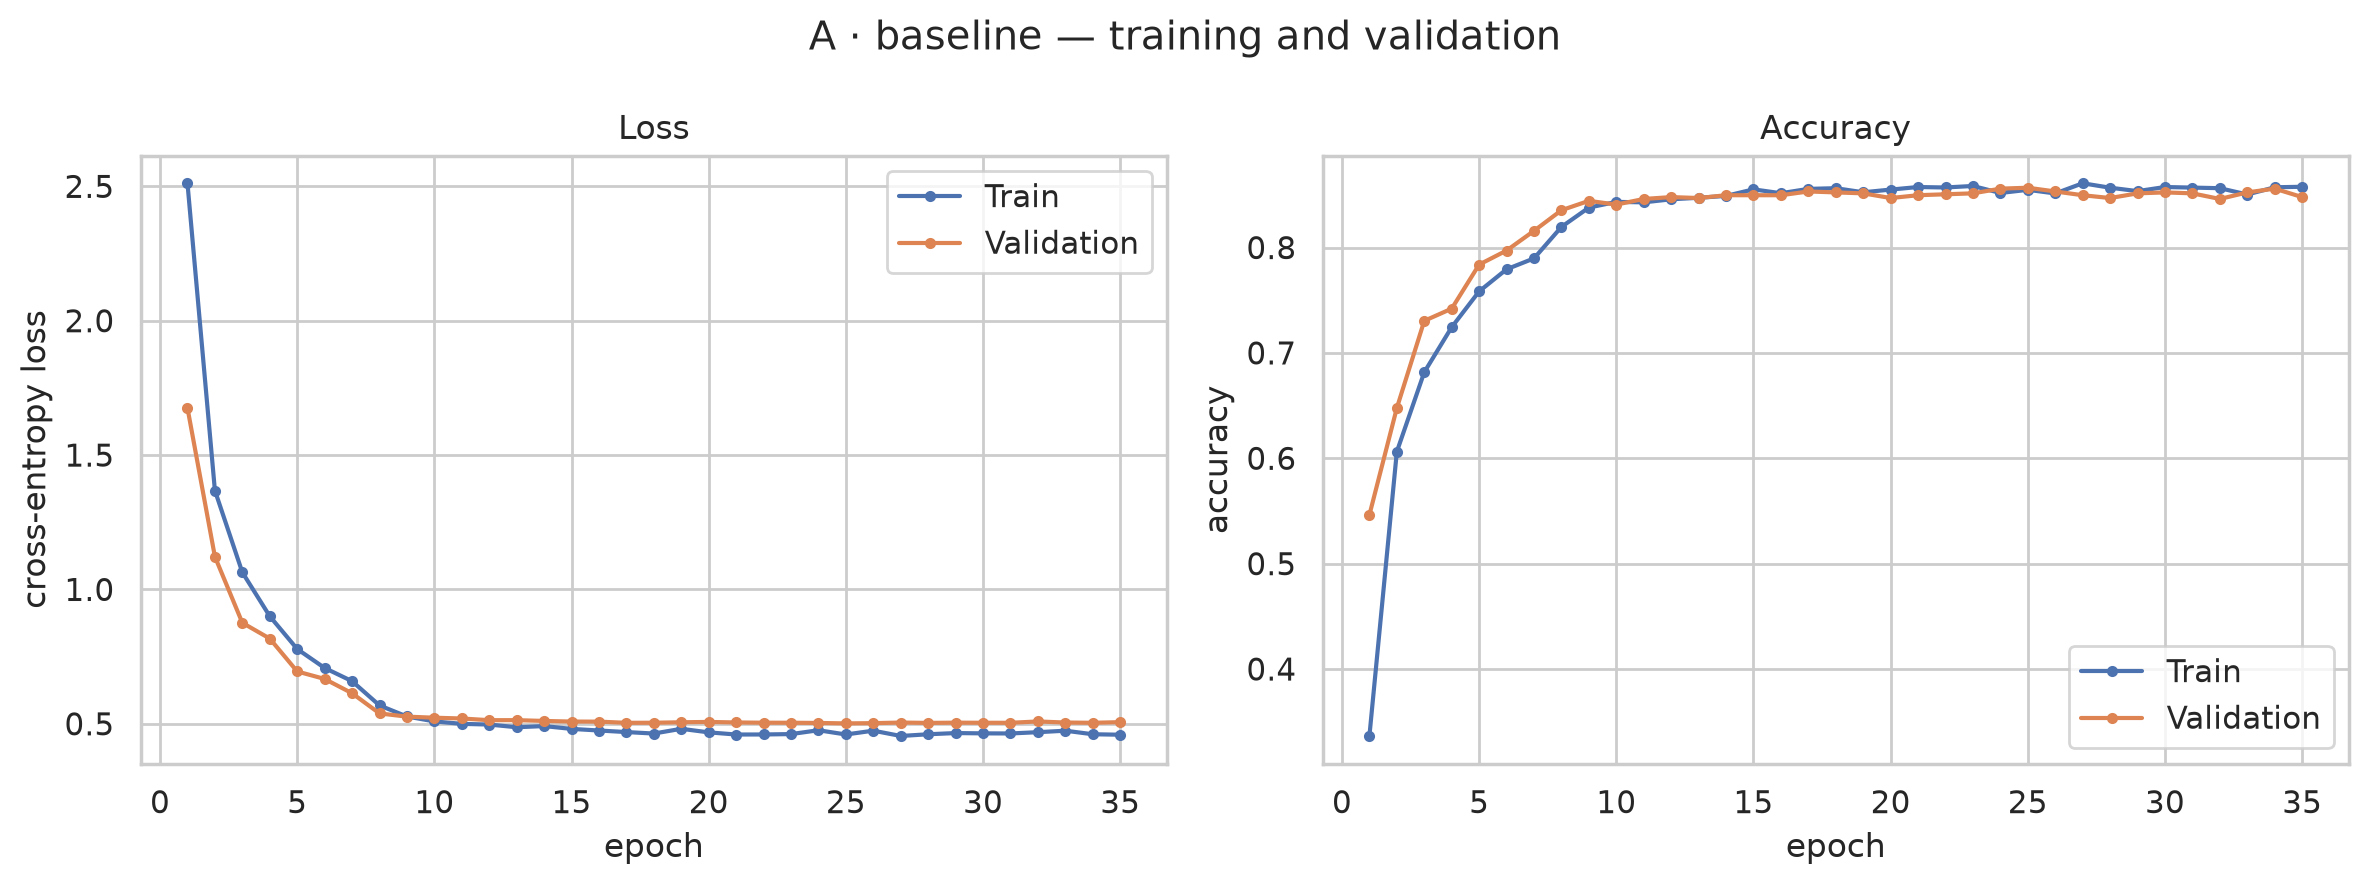 A · baseline — training and validation
Loss
2.5
2.0
1.5
1.0
0.5
cross-entropy loss
0 5 10 15 20 25 30 35
epoch
Train
Validation
Accuracy
0.8
0.7
0.6
0.5
0.4
accuracy
0 5 10 15 20 25 30 35
epoch
Train
Validation